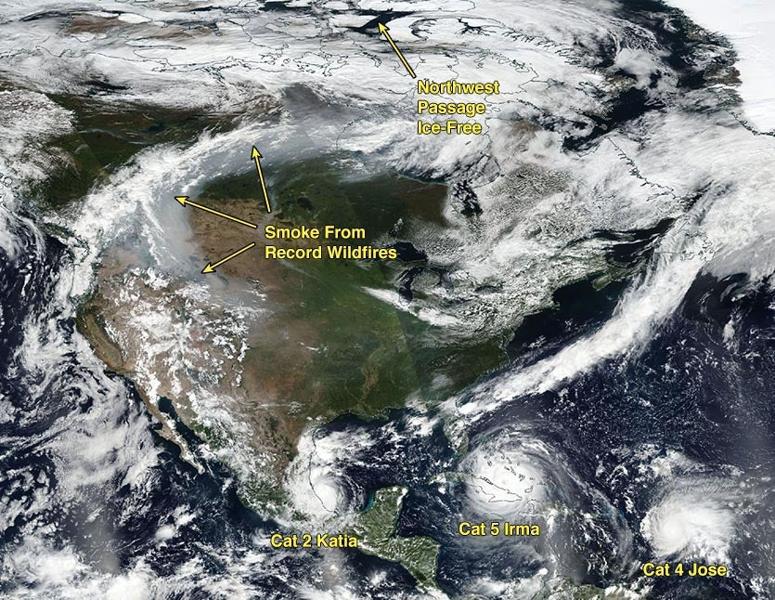 Northwest
Passage
Ice-Free
Smoke From
Record Wildfires
Cat 2 Katia
Cat 5 Irma
Cat 4 Jose